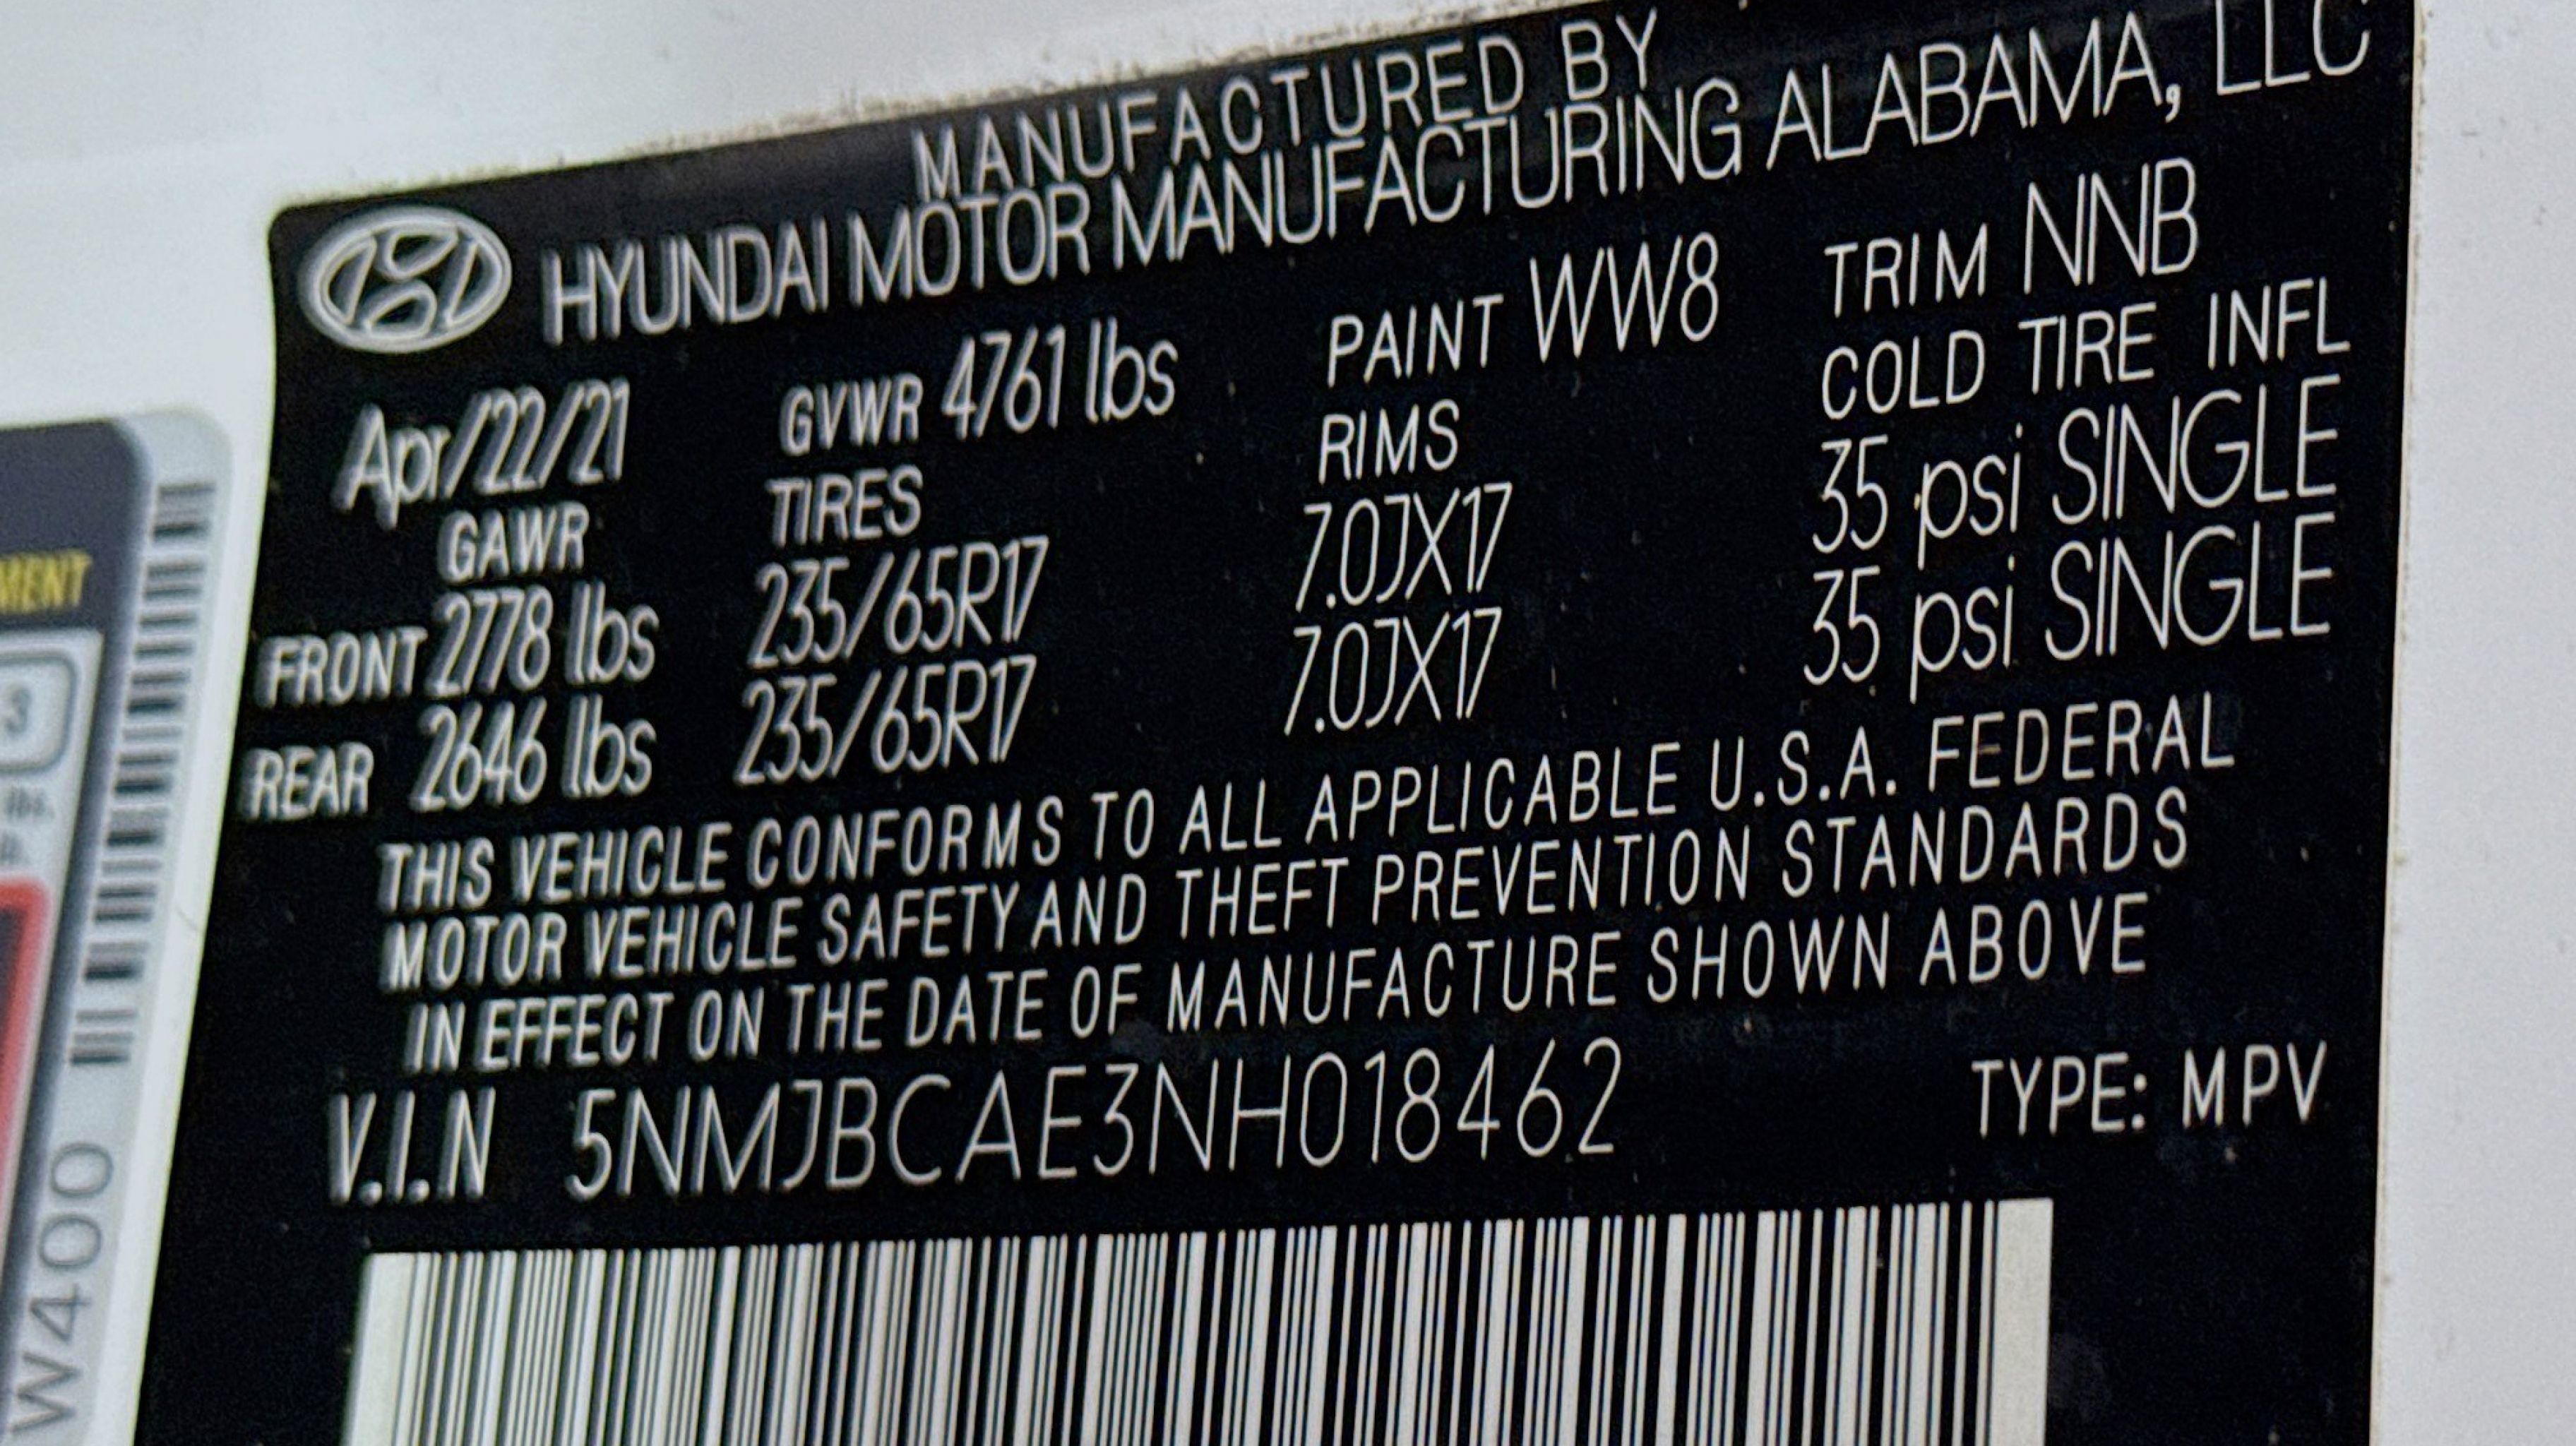 MANUFACTURED BY
HYUNDAI MOTOR MANUFACTURING ALABAMA, LLC
Apr/22/21 GVWR 4761 lbs PAINT WW8 TRIM NNB
GAWR TIRES RIMS COLD TIRE INFL
FRONT 2778 lbs 235/65R17 7.0JX17 35 psi SINGLE
REAR 2646 lbs 235/65R17 7.0JX17 35 psi SINGLE
THIS VEHICLE CONFORMS TO ALL APPLICABLE U.S.A. FEDERAL
MOTOR VEHICLE SAFETY AND THEFT PREVENTION STANDARDS
IN EFFECT ON THE DATE OF MANUFACTURE SHOWN ABOVE
V.I.N 5NMJBCAE3NH018462 TYPE: MPV
MENT
3
W400